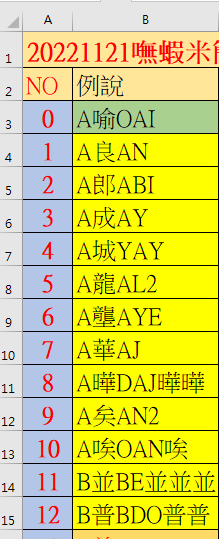 A B
1 20221121嘸蝦米
2 NO 例說
3 0 A喻OAI
4 1 A良AN
5 2 A郎ABI
6 3 A成AY
7 4 A城YAY
8 5 A龍AL2
9 6 A壟AYE
10 7 A華AJ
11 8 A嘩DAJ嘩嘩
12 9 A矣AN2
13 10 A唉OAN唉
14 11 B並BE並並並
15 12 B普BDO普普